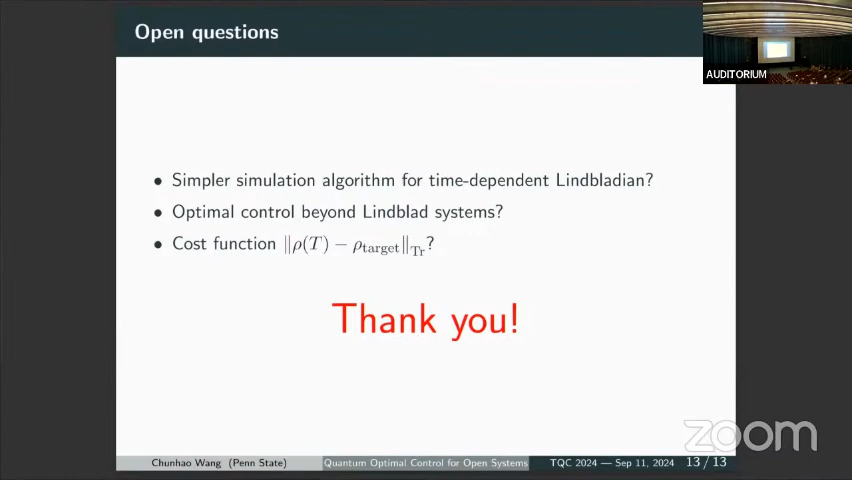 Open questions
AUDITORIUM
• Simpler simulation algorithm for time-dependent Lindbladian?
• Optimal control beyond Lindblad systems?
• Cost function ‖ρ(T) − ρ_target‖_Tr?
Thank you!
zoom
Chunhao Wang (Penn State) Quantum Optimal Control for Open Systems TQC 2024 — Sep 11, 2024 13 / 13